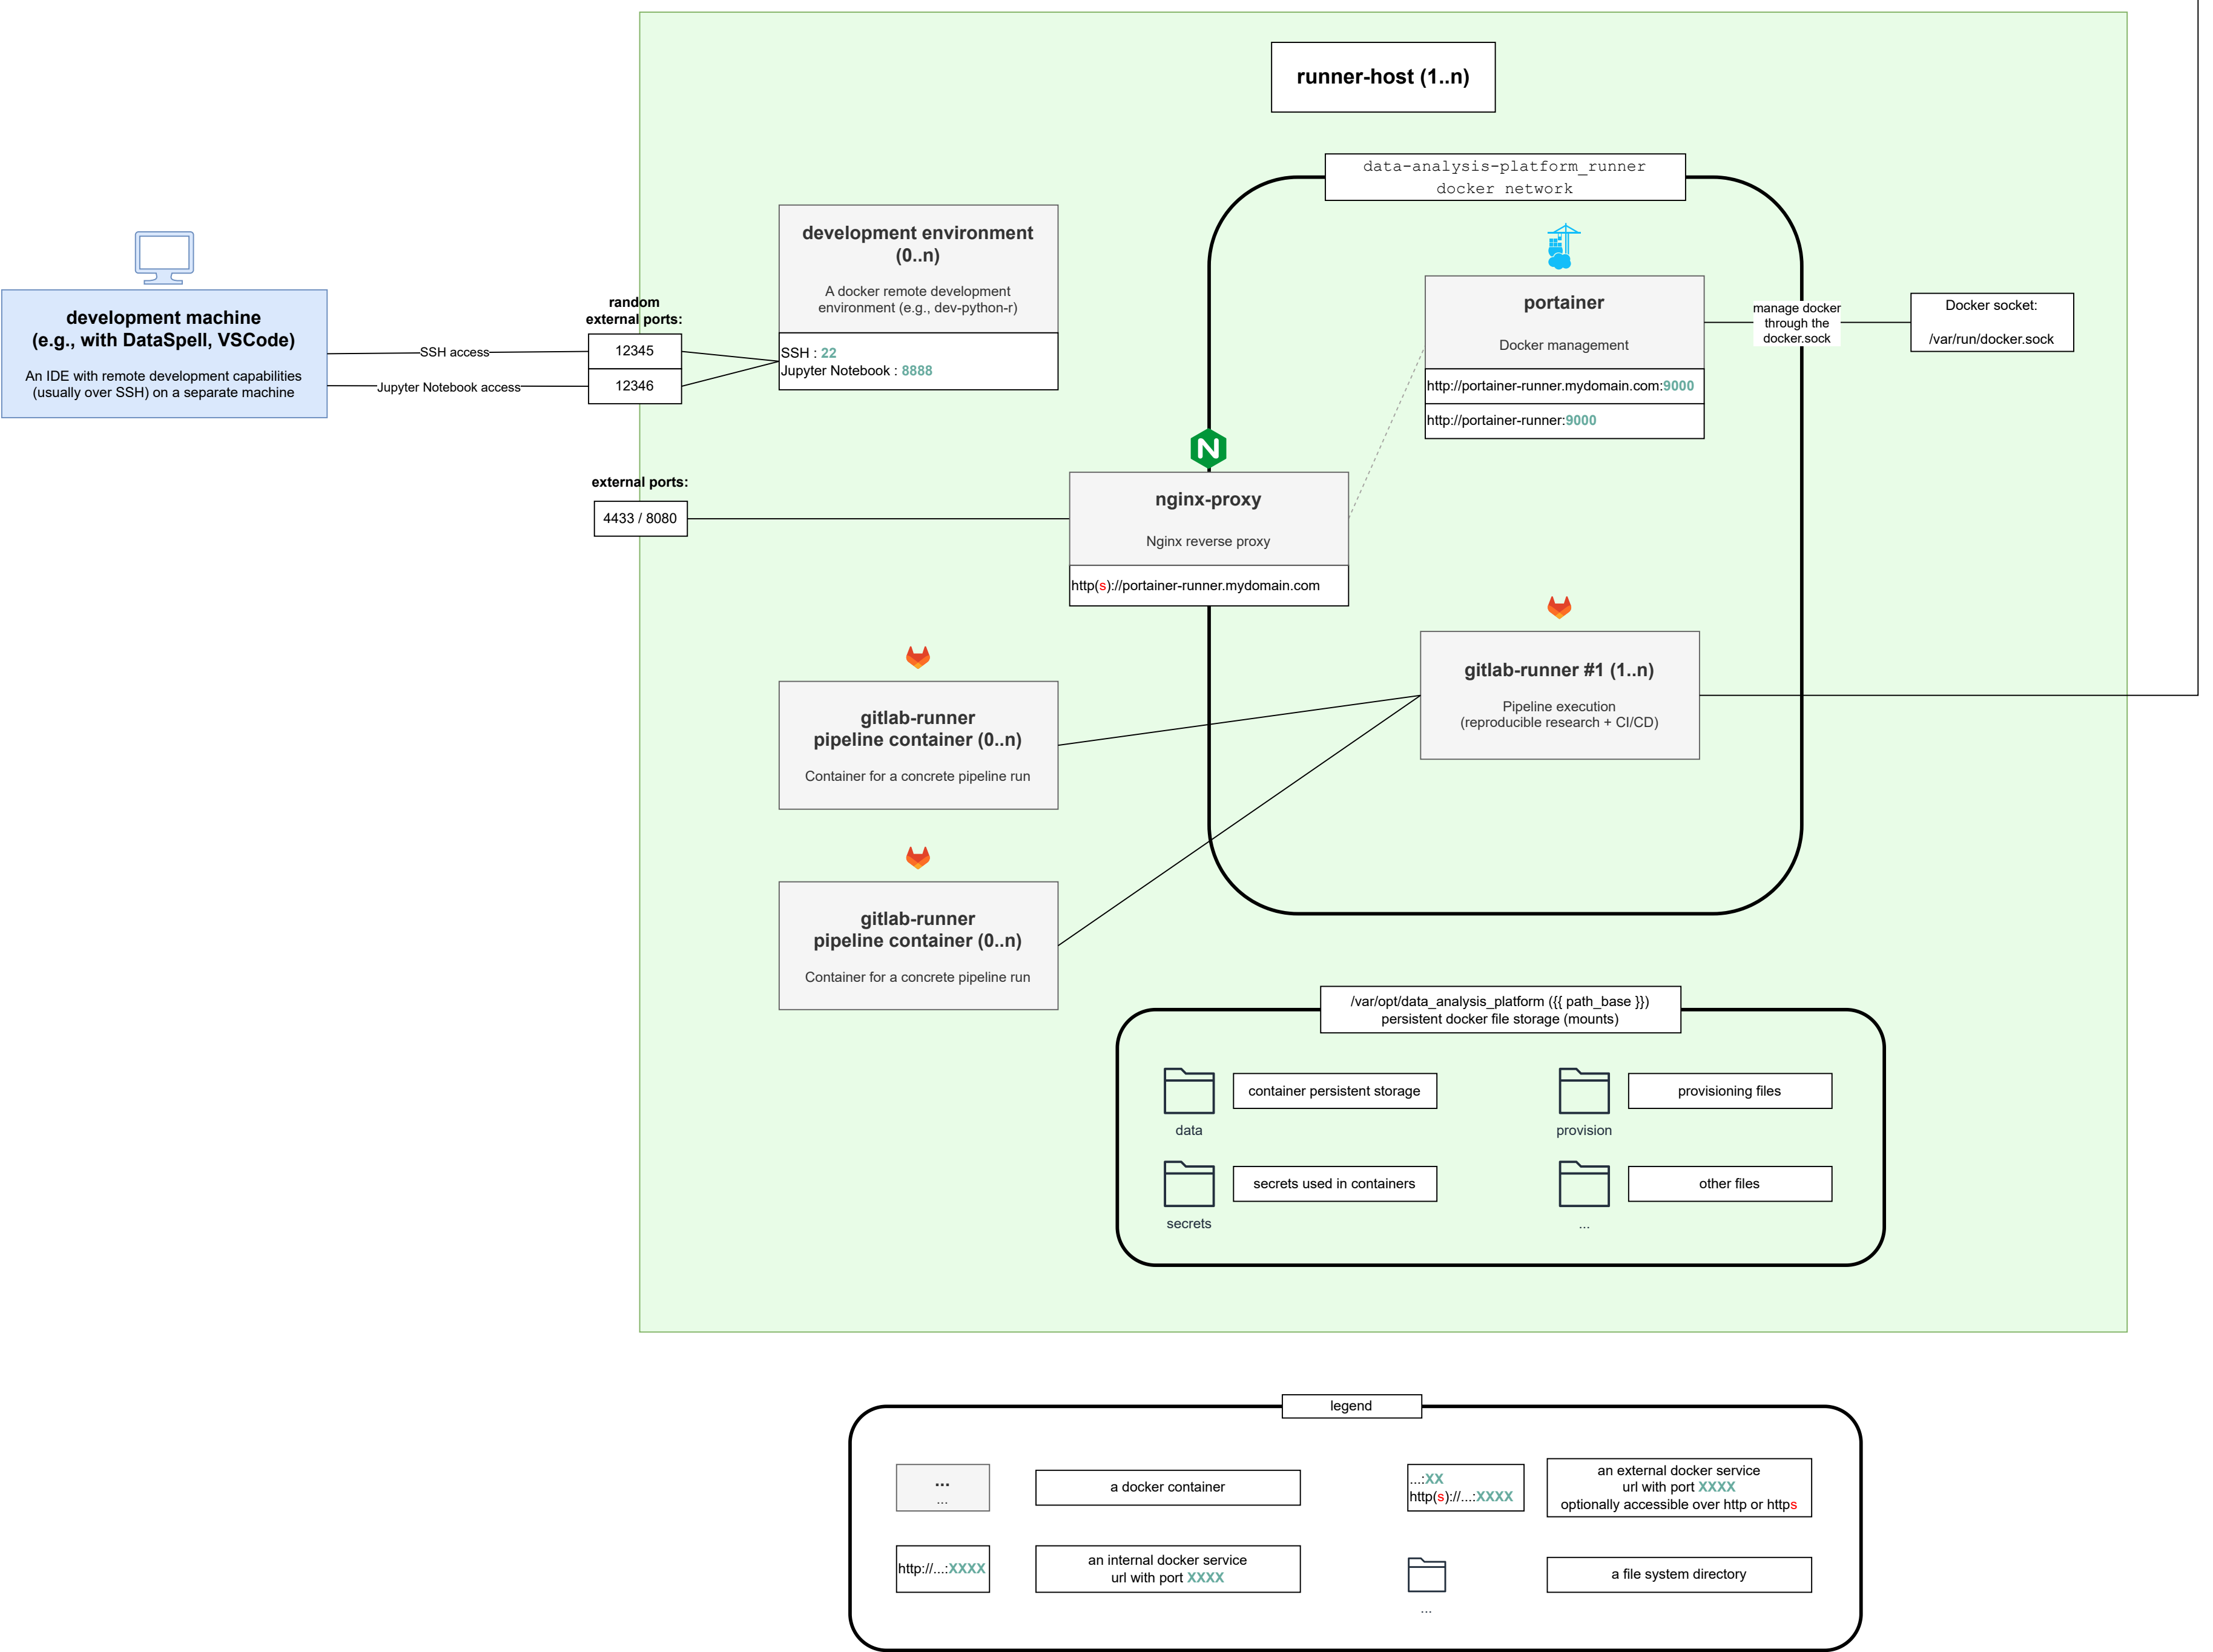 runner-host (1..n)
data-analysis-platform_runner
docker network
development environment
(0..n)
A docker remote development
environment (e.g., dev-python-r)
SSH : 22
Jupyter Notebook : 8888
development machine
(e.g., with DataSpell, VSCode)
An IDE with remote development capabilities
(usually over SSH) on a separate machine
SSH access
Jupyter Notebook access
random
external ports:
12345
12346
portainer
Docker management
http://portainer-runner.mydomain.com:9000
http://portainer-runner:9000
manage docker
through the
docker.sock
Docker socket:
/var/run/docker.sock
external ports:
4433 / 8080
nginx-proxy
Nginx reverse proxy
http(s)://portainer-runner.mydomain.com
gitlab-runner #1 (1..n)
Pipeline execution
(reproducible research + CI/CD)
gitlab-runner
pipeline container (0..n)
Container for a concrete pipeline run
gitlab-runner
pipeline container (0..n)
Container for a concrete pipeline run
/var/opt/data_analysis_platform ({{ path_base }})
persistent docker file storage (mounts)
container persistent storage
data
provisioning files
provision
secrets used in containers
secrets
other files
...
legend
...
...
a docker container
...:XX
http(s)://...:XXXX
an external docker service
url with port XXXX
optionally accessible over http or https
http://...:XXXX
an internal docker service
url with port XXXX
...
a file system directory